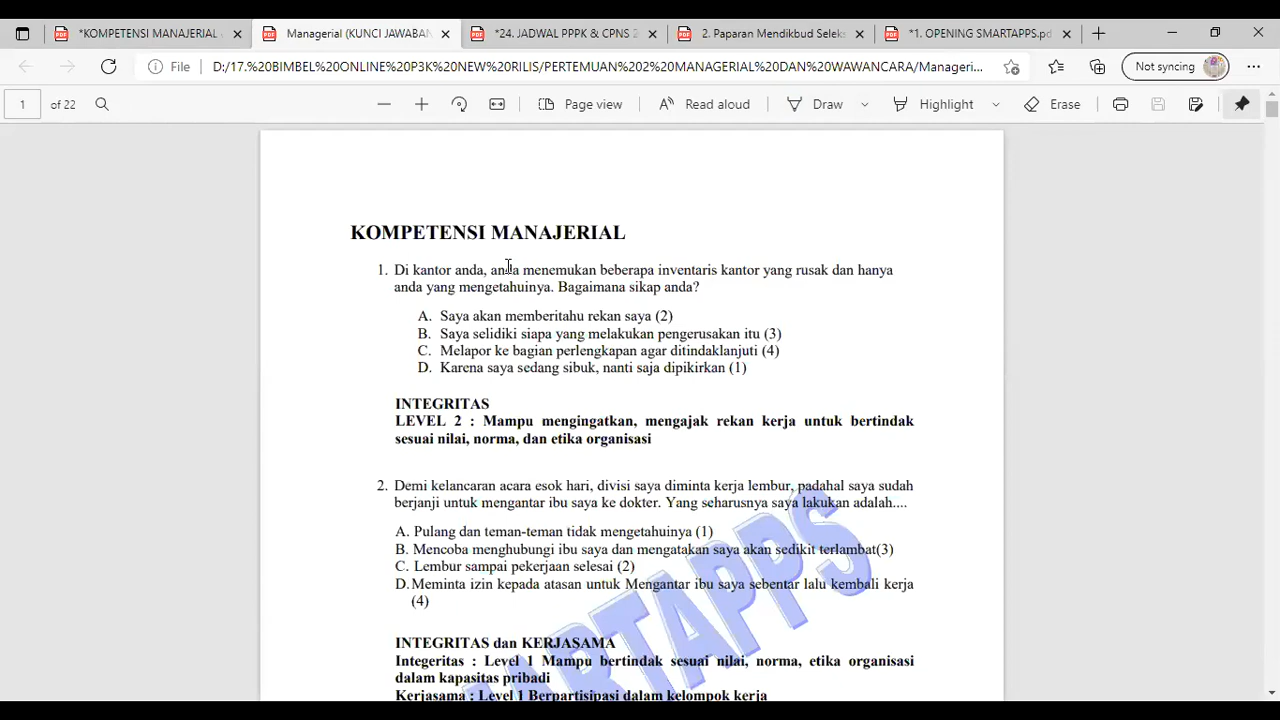 *KOMPETENSI MANAJERIAL
Managerial (KUNCI JAWABAN
*24. JADWAL PPPK & CPNS 2
2. Paparan Mendikbud Seleks
*1. OPENING SMARTAPPS.pd
File
D:/17.%20BIMBEL%20ONLINE%20P3K%20NEW%20RILIS/PERTEMUAN%202%20MANAGERIAL%20DAN%20WAWANCARA/Manageri...
Not syncing
1
of 22
Page view
Read aloud
Draw
Highlight
Erase
KOMPETENSI MANAJERIAL
1. Di kantor anda, anda menemukan beberapa inventaris kantor yang rusak dan hanya
anda yang mengetahuinya. Bagaimana sikap anda?
A. Saya akan memberitahu rekan saya (2)
B. Saya selidiki siapa yang melakukan pengerusakan itu (3)
C. Melapor ke bagian perlengkapan agar ditindaklanjuti (4)
D. Karena saya sedang sibuk, nanti saja dipikirkan (1)
INTEGRITAS
LEVEL 2 : Mampu mengingatkan, mengajak rekan kerja untuk bertindak
sesuai nilai, norma, dan etika organisasi
2. Demi kelancaran acara esok hari, divisi saya diminta kerja lembur, padahal saya sudah
berjanji untuk mengantar ibu saya ke dokter. Yang seharusnya saya lakukan adalah....
A. Pulang dan teman-teman tidak mengetahuinya (1)
B. Mencoba menghubungi ibu saya dan mengatakan saya akan sedikit terlambat(3)
C. Lembur sampai pekerjaan selesai (2)
D.Meminta izin kepada atasan untuk Mengantar ibu saya sebentar lalu kembali kerja
(4)
INTEGRITAS dan KERJASAMA
Integeritas : Level 1 Mampu bertindak sesuai nilai, norma, etika organisasi
dalam kapasitas pribadi
Kerjasama : Level 1 Berpartisipasi dalam kelompok kerja
MARTAPPS